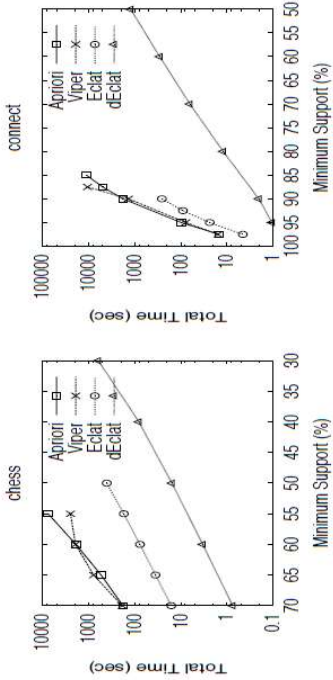 chess
Total Time (sec)
10000
1000
100
10
1
0.1
Apriori
Viper
Eclat
dEclat
70 65 60 55 50 45 40 35 30
Minimum Support (%)
connect
Total Time (sec)
100000
10000
1000
100
10
1
Apriori
Viper
Eclat
dEclat
100 95 90 85 80 75 70 65 60 55 50
Minimum Support (%)